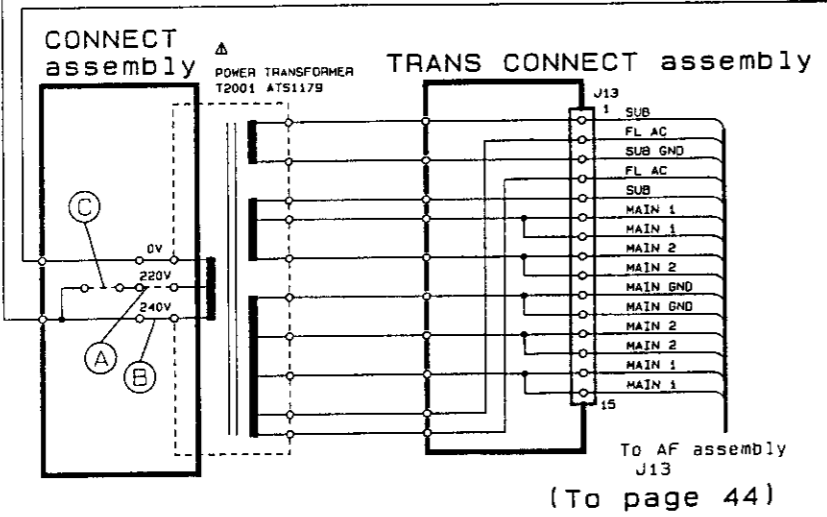 CONNECT
assembly
⚠
POWER TRANSFORMER
T2001 ATS1179
TRANS CONNECT assembly
J13
1
SUB
FL AC
SUB GND
FL AC
SUB
MAIN 1
MAIN 1
MAIN 2
MAIN 2
MAIN GND
MAIN GND
MAIN 2
MAIN 2
MAIN 1
MAIN 1
15
C
0V
220V
240V
A
B
To AF assembly
J13
(To page 44)